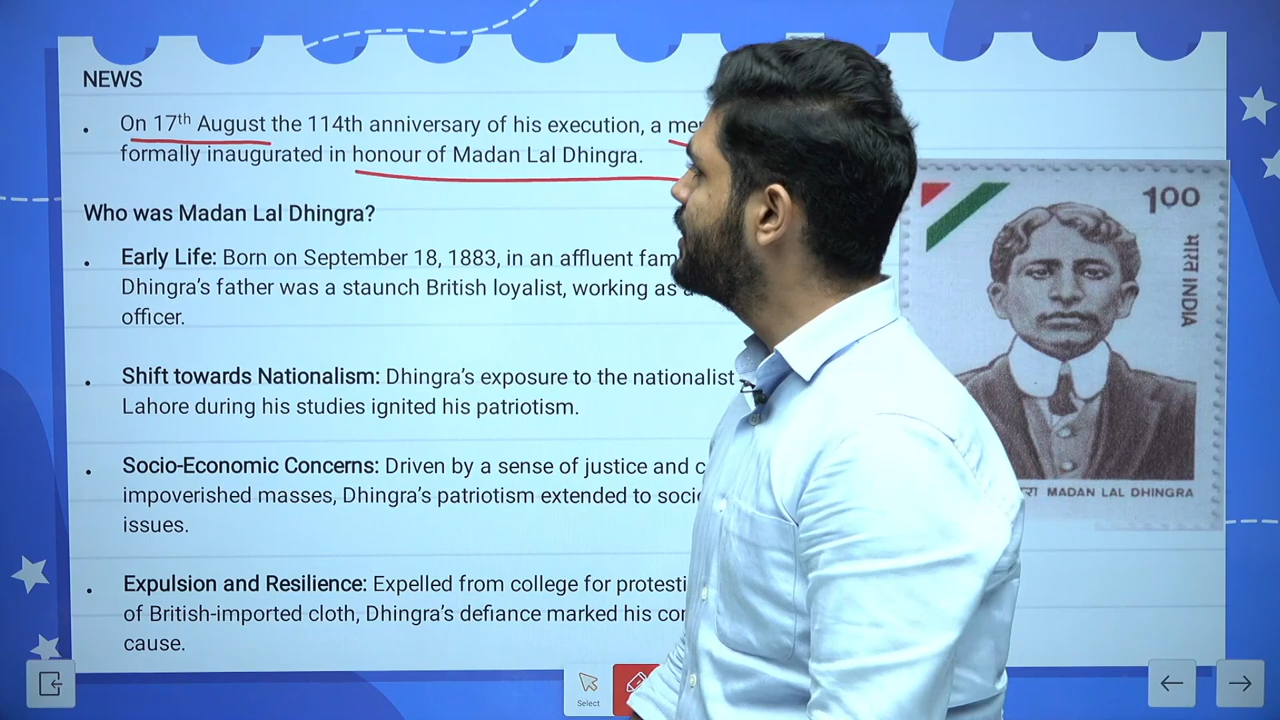 NEWS
On 17th August the 114th anniversary of his execution, a
formally inaugurated in honour of Madan Lal Dhingra.
Who was Madan Lal Dhingra?
Early Life: Born on September 18, 1883, in an affluent
Dhingra’s father was a staunch British loyalist, working as
officer.
Shift towards Nationalism: Dhingra’s exposure to the nationalist
Lahore during his studies ignited his patriotism.
Socio-Economic Concerns: Driven by a sense of justice and
impoverished masses, Dhingra’s patriotism extended to
issues.
Expulsion and Resilience: Expelled from college for
of British-imported cloth, Dhingra’s defiance marked his
cause.
100
भारत INDIA
MADAN LAL DHINGRA
Select